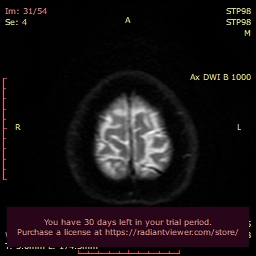 Im: 31/54
STP98
Se: 4
STP98
M
A
Ax DWI B 1000
R
L
You have 30 days left in your trial period.
Purchase a license at https://radiantviewer.com/store/